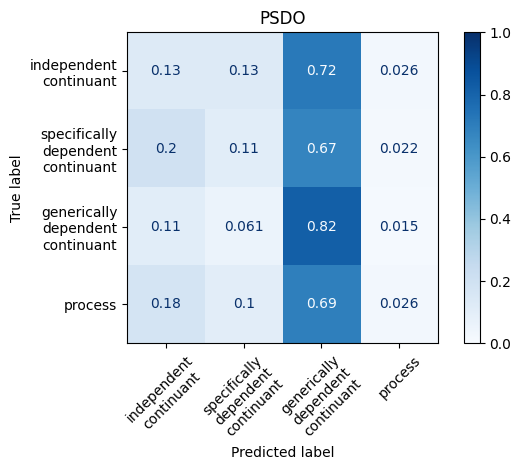 PSDO
True label
independent
continuant
0.13 0.13 0.72 0.026
specifically
dependent
continuant
0.2 0.11 0.67 0.022
generically
dependent
continuant
0.11 0.061 0.82 0.015
process
0.18 0.1 0.69 0.026
independent
continuant
specifically
dependent
continuant
generically
dependent
continuant
process
Predicted label
1.0
0.8
0.6
0.4
0.2
0.0